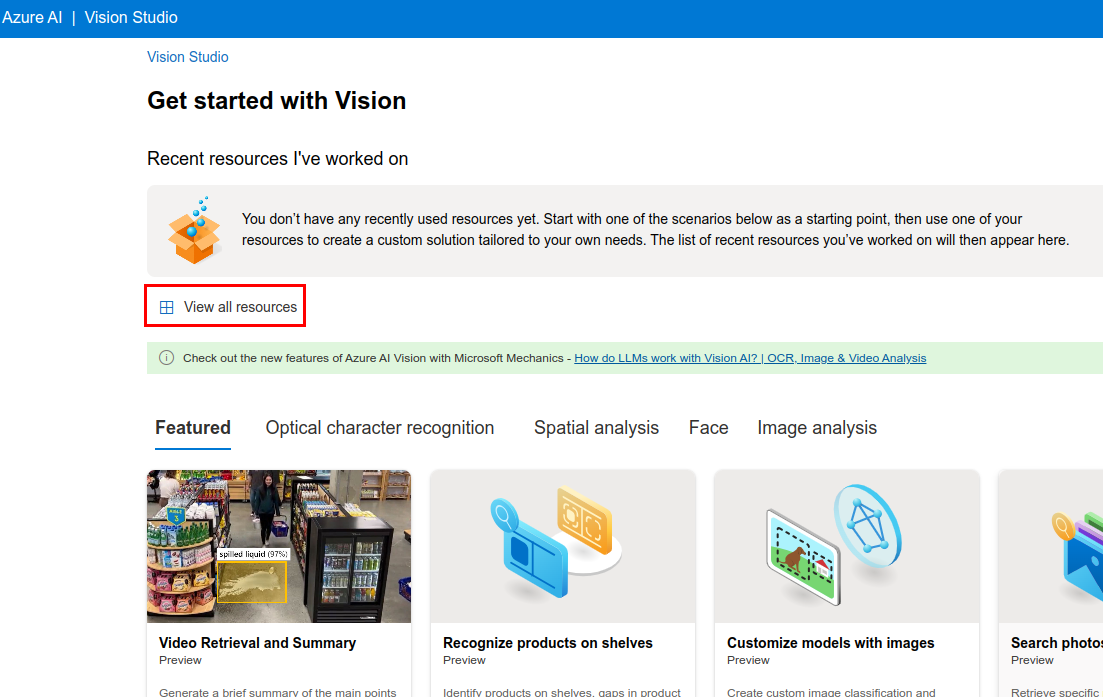 Azure AI | Vision Studio
Vision Studio
Get started with Vision
Recent resources I've worked on
You don’t have any recently used resources yet. Start with one of the scenarios below as a starting point, then use one of your
resources to create a custom solution tailored to your own needs. The list of recent resources you’ve worked on will then appear here.
View all resources
Check out the new features of Azure AI Vision with Microsoft Mechanics - How do LLMs work with Vision AI? | OCR, Image & Video Analysis
Featured Optical character recognition Spatial analysis Face Image analysis
AISLE
3
spilled liquid (97%)
Video Retrieval and Summary
Preview
Generate a brief summary of the main points
Recognize products on shelves
Preview
Identify products on shelves, gaps in product
Customize models with images
Preview
Create custom image classification and
Search photos
Preview
Retrieve specific